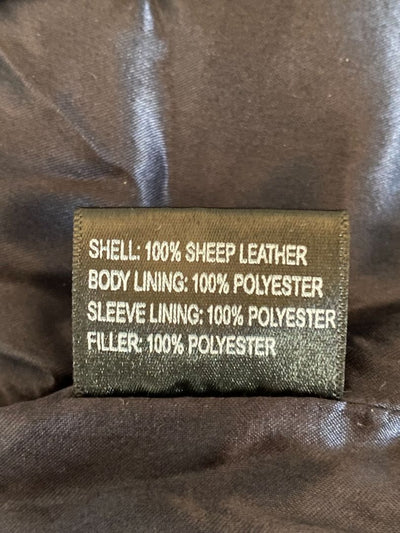 SHELL: 100% SHEEP LEATHER
BODY LINING: 100% POLYESTER
SLEEVE LINING: 100% POLYESTER
FILLER: 100% POLYESTER